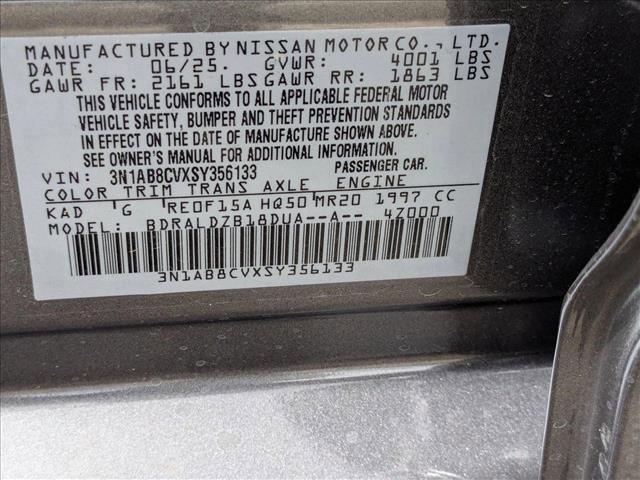 MANUFACTURED BY NISSAN MOTOR CO., LTD.
DATE: 06/25. GVWR: 4001 LBS
GAWR FR: 2161 LBS GAWR RR: 1863 LBS
THIS VEHICLE CONFORMS TO ALL APPLICABLE FEDERAL MOTOR
VEHICLE SAFETY, BUMPER AND THEFT PREVENTION STANDARDS
IN EFFECT ON THE DATE OF MANUFACTURE SHOWN ABOVE.
SEE OWNER'S MANUAL FOR ADDITIONAL INFORMATION.
VIN: 3N1AB8CVXSY356133 PASSENGER CAR.
COLOR TRIM TRANS AXLE ENGINE
KAD G RE0F15A HQ50 MR20 1997 CC
MODEL: BDRALDZB18DUA--A-- 4Z000
3N1AB8CVXSY356133